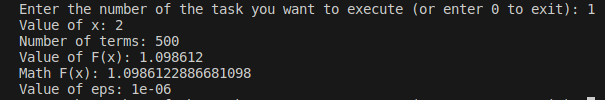 Enter the number of the task you want to execute (or enter 0 to exit): 1
Value of x: 2
Number of terms: 500
Value of F(x): 1.098612
Math F(x): 1.0986122886681098
Value of eps: 1e-06